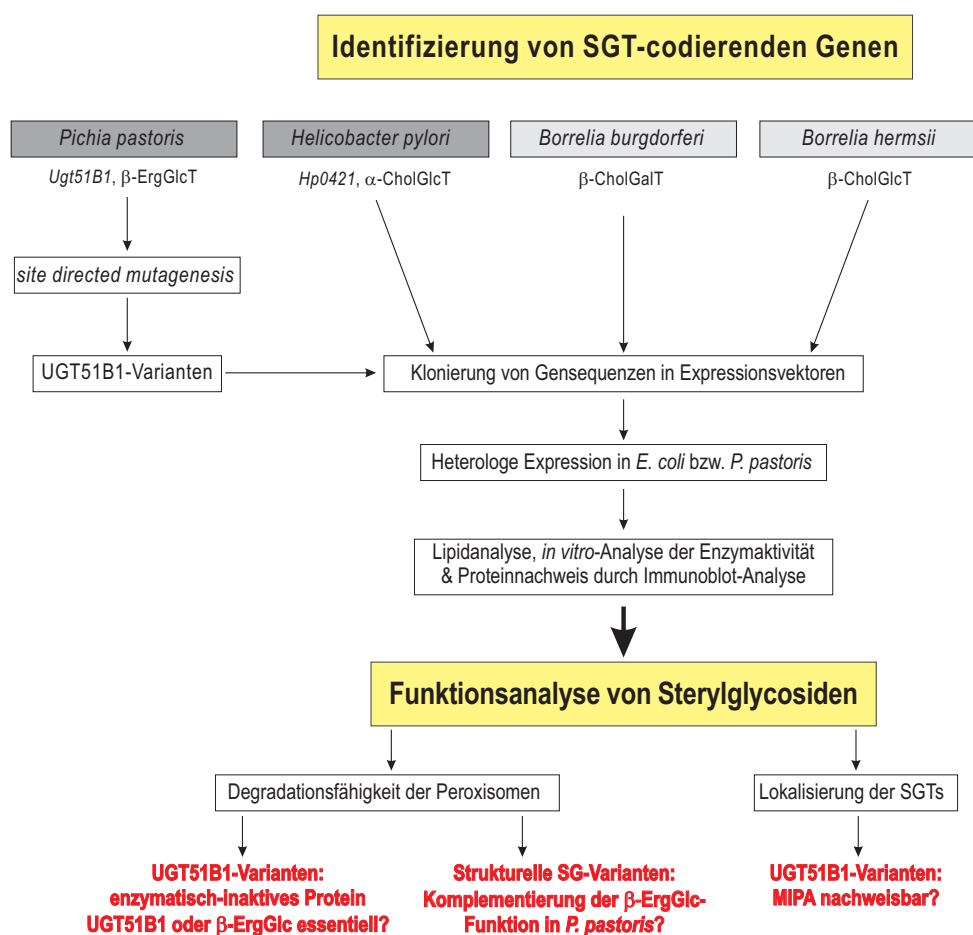 Identifizierung von SGT-codierenden Genen
Pichia pastoris
Helicobacter pylori
Borrelia burgdorferi
Borrelia hermsii
Ugt51B1, β-ErgGlcT
Hp0421, α-CholGlcT
β-CholGalT
β-CholGlcT
site directed mutagenesis
UGT51B1-Varianten
Klonierung von Gensequenzen in Expressionsvektoren
Heterologe Expression in E. coli bzw. P. pastoris
Lipidanalyse, in vitro-Analyse der Enzymaktivität
& Proteinnachweis durch Immunoblot-Analyse
Funktionsanalyse von Sterylglycosiden
Degradationsfähigkeit der Peroxisomen
Lokalisierung der SGTs
UGT51B1-Varianten:
enzymatisch-inaktives Protein
UGT51B1 oder β-ErgGlc essentiell?
Strukturelle SG-Varianten:
Komplementierung der β-ErgGlc-
Funktion in P. pastoris?
UGT51B1-Varianten:
MIPA nachweisbar?